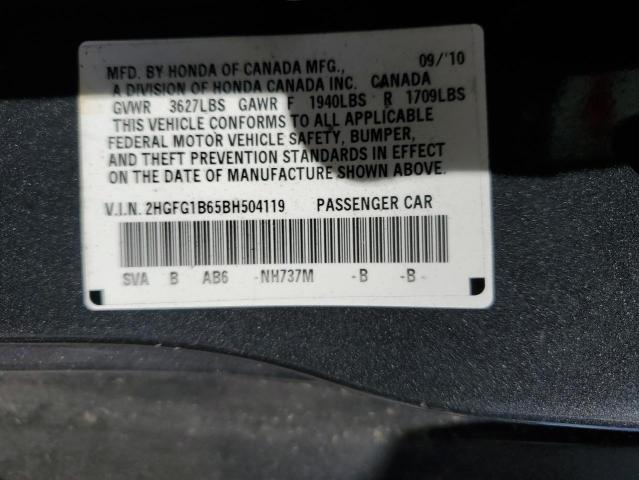 MFD. BY HONDA OF CANADA MFG., 09/'10
A DIVISION OF HONDA CANADA INC. CANADA
GVWR 3627LBS GAWR F 1940LBS R 1709LBS
THIS VEHICLE CONFORMS TO ALL APPLICABLE
FEDERAL MOTOR VEHICLE SAFETY, BUMPER,
AND THEFT PREVENTION STANDARDS IN EFFECT
ON THE DATE OF MANUFACTURE SHOWN ABOVE.
V.I.N. 2HGFG1B65BH504119 PASSENGER CAR
SVA B AB6 -NH737M -B -B-